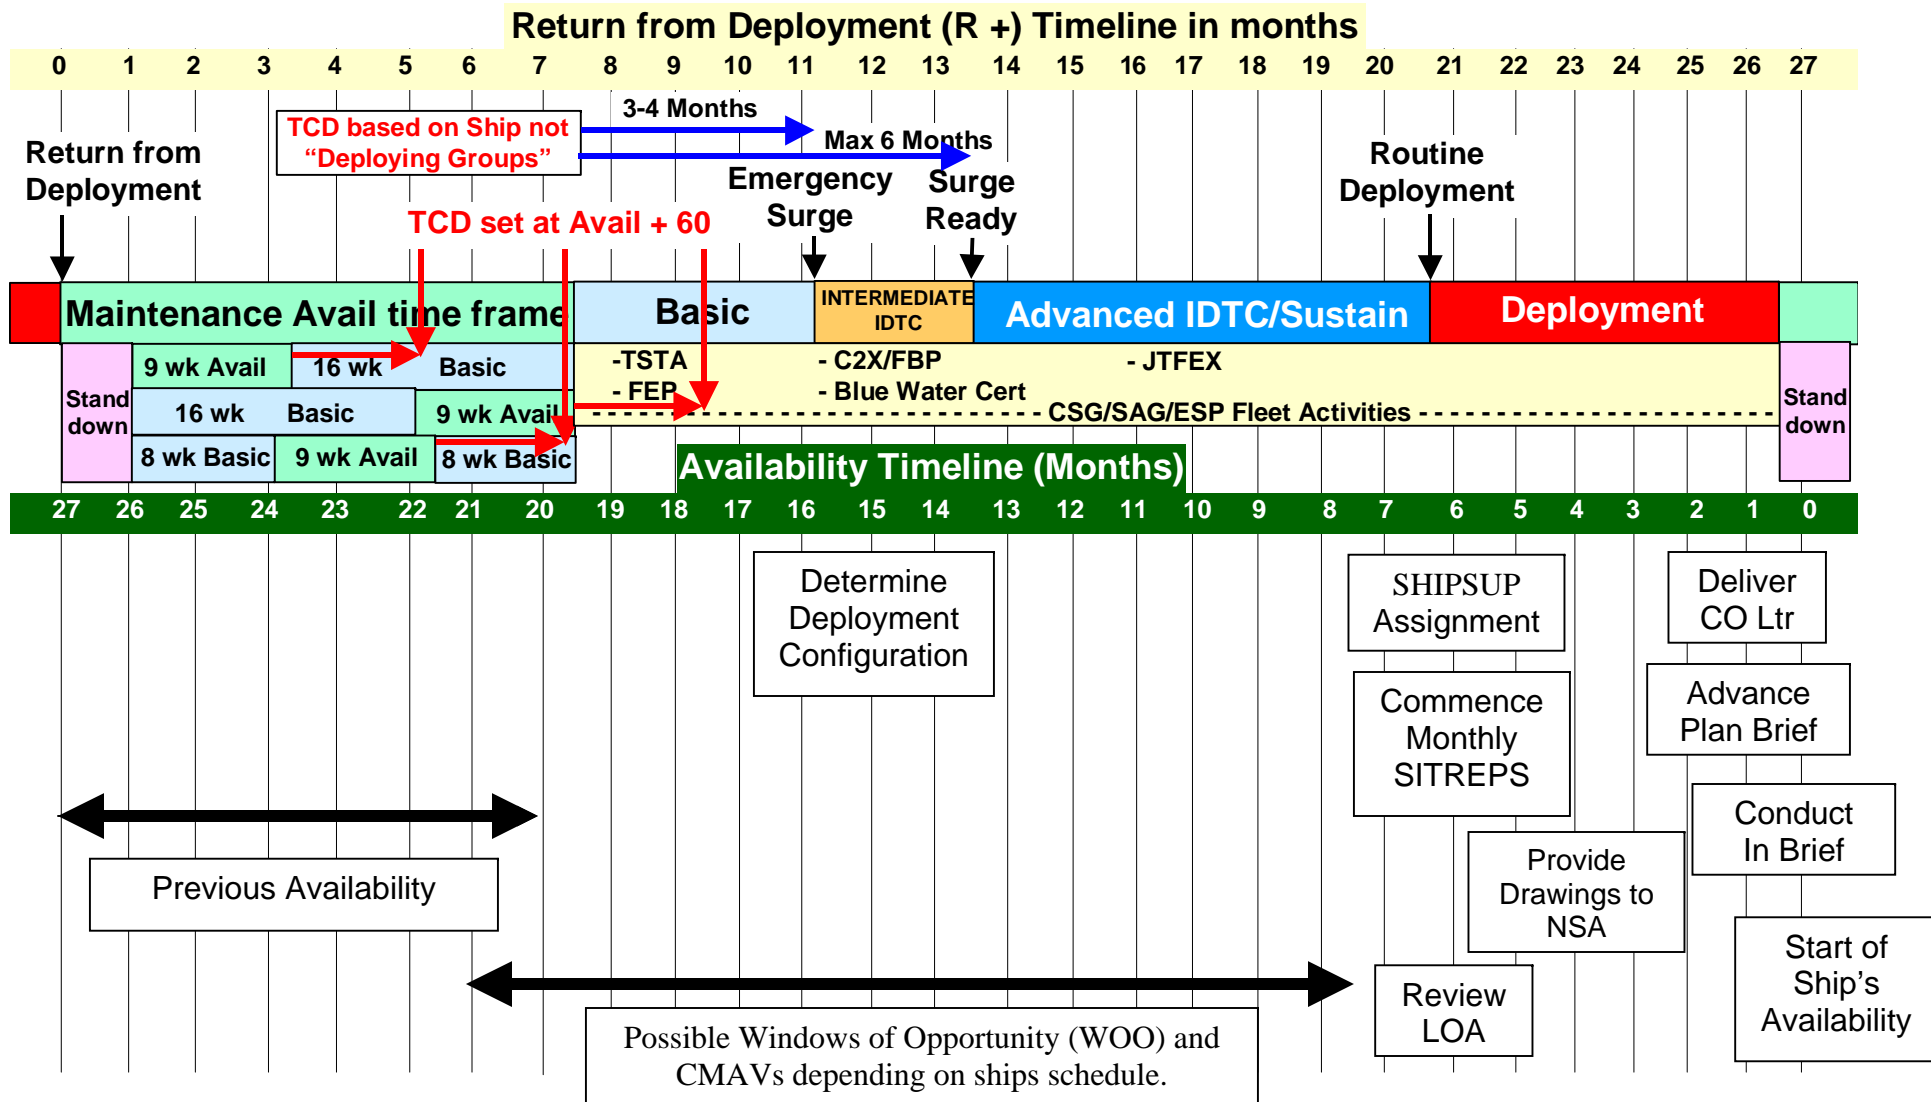 Return from Deployment (R +) Timeline in months
0 1 2 3 4 5 6 7 8 9 10 11 12 13 14 15 16 17 18 19 20 21 22 23 24 25 26 27
TCD based on Ship not
“Deploying Groups”
3-4 Months
Max 6 Months
Return from
Deployment
Emergency
Surge
Surge
Ready
Routine
Deployment
TCD set at Avail + 60
Maintenance Avail time frame
Basic
INTERMEDIATE
IDTC
Advanced IDTC/Sustain
Deployment
Stand
down
9 wk Avail
16 wk Basic
16 wk Basic
9 wk Avail
8 wk Basic
9 wk Avail
8 wk Basic
-TSTA
- FEP
- C2X/FBP
- Blue Water Cert
- JTFEX
CSG/SAG/ESP Fleet Activities
Stand
down
Availability Timeline (Months)
27 26 25 24 23 22 21 20 19 18 17 16 15 14 13 12 11 10 9 8 7 6 5 4 3 2 1 0
Determine
Deployment
Configuration
SHIPSUP
Assignment
Deliver
CO Ltr
Commence
Monthly
SITREPS
Advance
Plan Brief
Conduct
In Brief
Previous Availability
Provide
Drawings to
NSA
Start of
Ship's
Availability
Review
LOA
Possible Windows of Opportunity (WOO) and
CMAVs depending on ships schedule.